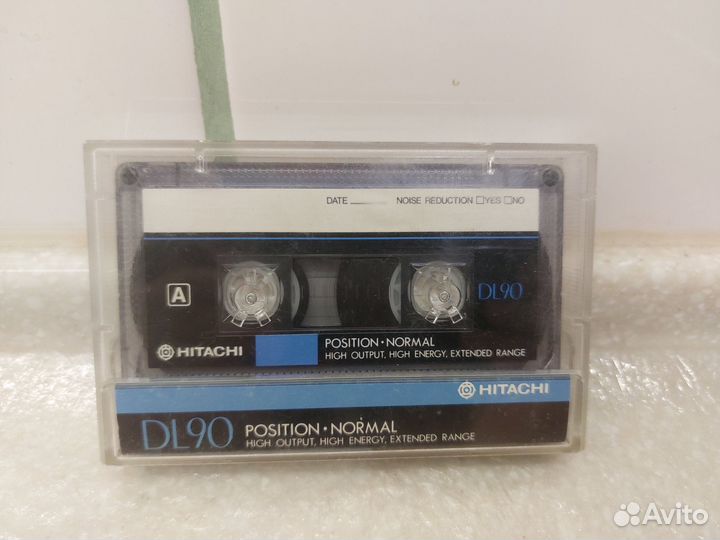 DATE NOISE REDUCTION □YES □NO
A
DL90
HITACHI
POSITION•NORMAL
HIGH OUTPUT, HIGH ENERGY, EXTENDED RANGE
HITACHI
DL90 POSITION•NORMAL
HIGH OUTPUT, HIGH ENERGY, EXTENDED RANGE
Avito